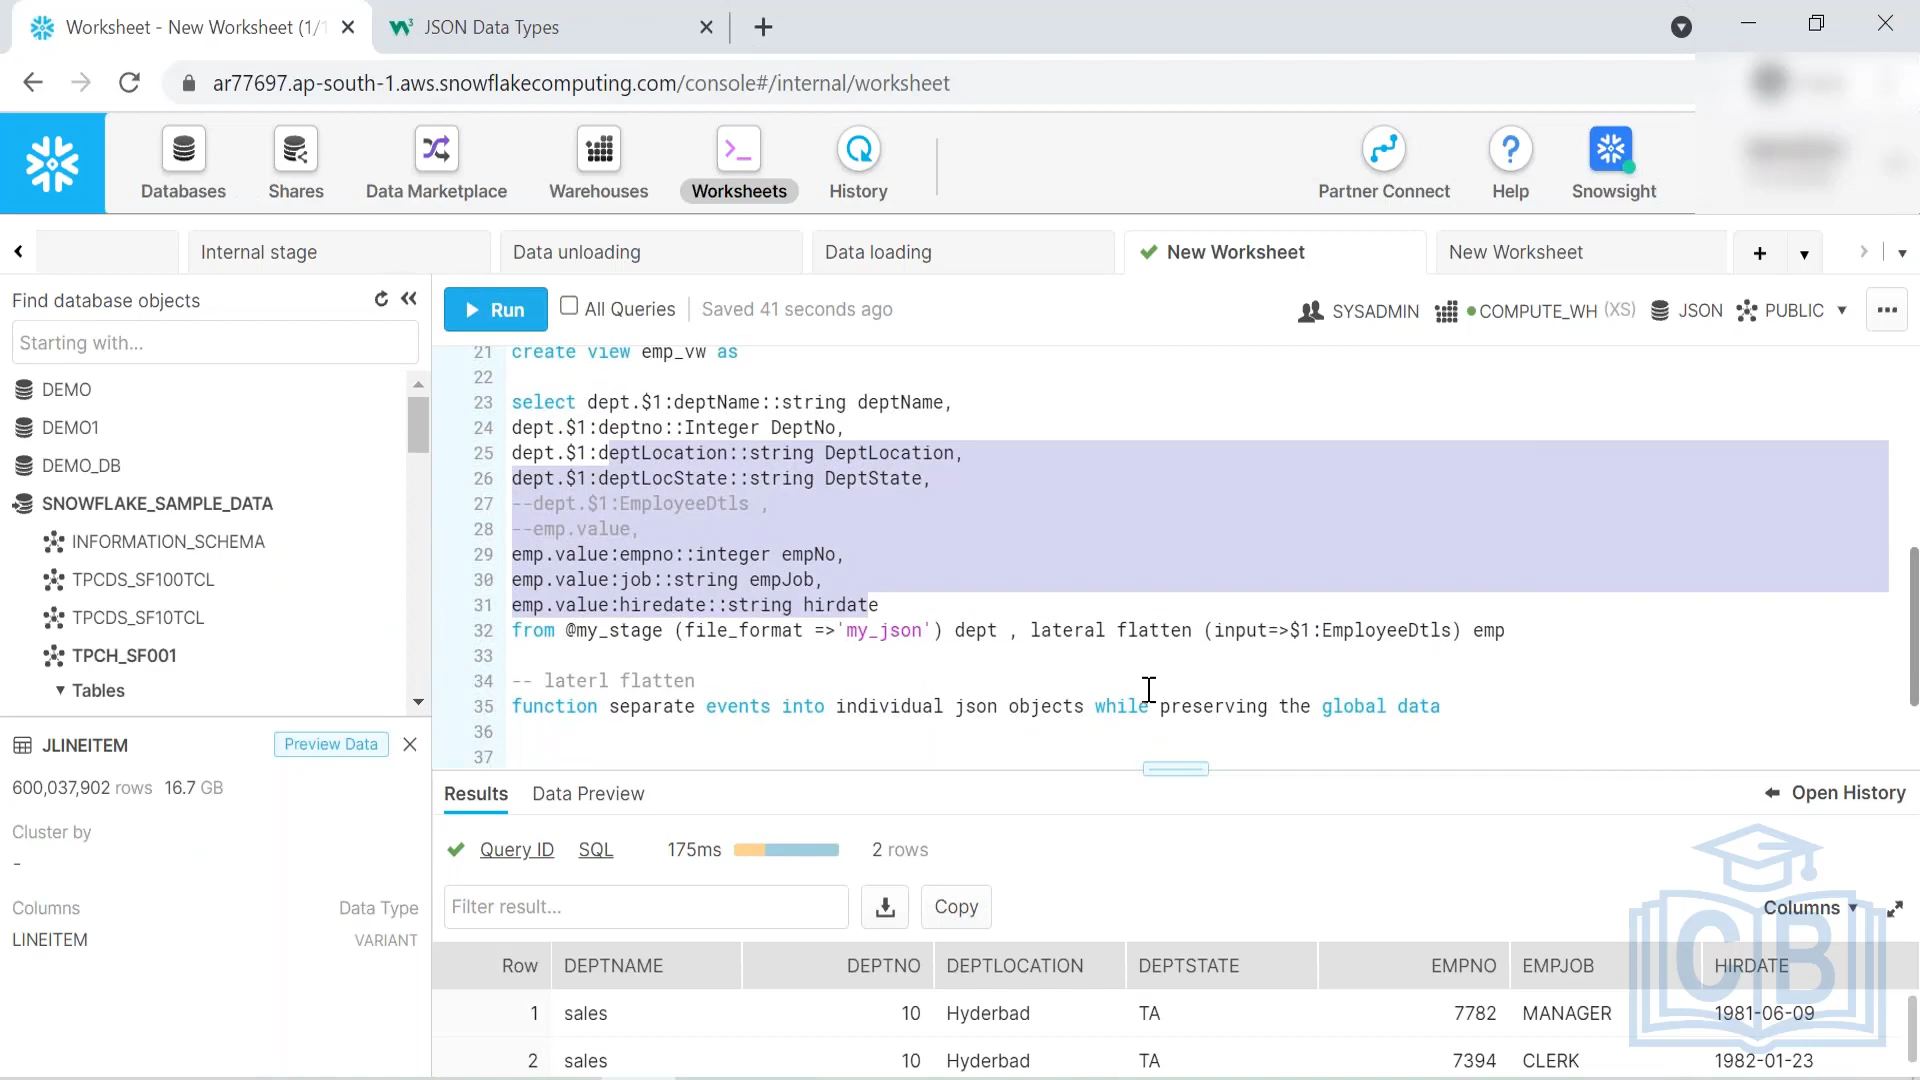 Worksheet - New Worksheet (1/1
W3 JSON Data Types
ar77697.ap-south-1.aws.snowflakecomputing.com/console#/internal/worksheet
Databases
Shares
Data Marketplace
Warehouses
Worksheets
History
Partner Connect
Help
Snowsight
Internal stage
Data unloading
Data loading
New Worksheet
New Worksheet
Find database objects
Starting with...
DEMO
DEMO1
DEMO_DB
SNOWFLAKE_SAMPLE_DATA
INFORMATION_SCHEMA
TPCDS_SF100TCL
TPCDS_SF10TCL
TPCH_SF001
Tables
JLINEITEM Preview Data
600,037,902 rows 16.7 GB
Cluster by
-
Columns Data Type
LINEITEM VARIANT
Run All Queries Saved 41 seconds ago SYSADMIN COMPUTE_WH (XS) JSON PUBLIC
21 create view emp_vw as
22
23 select dept.$1:deptName::string deptName,
24 dept.$1:deptno::Integer DeptNo,
25 dept.$1:deptLocation::string DeptLocation,
26 dept.$1:deptLocState::string DeptState,
27 --dept.$1:EmployeeDtls ,
28 --emp.value,
29 emp.value:empno::integer empNo,
30 emp.value:job::string empJob,
31 emp.value:hiredate::string hirdate
32 from @my_stage (file_format =>'my_json') dept , lateral flatten (input=>$1:EmployeeDtls) emp
33
34 -- laterl flatten
35 function separate events into individual json objects while preserving the global data
36
37
Results Data Preview Open History
Query ID SQL 175ms 2 rows
Filter result... Copy Columns
Row DEPTNAME DEPTNO DEPTLOCATION DEPTSTATE EMPNO EMPJOB HIRDATE
1 sales 10 Hyderbad TA 7782 MANAGER 1981-06-09
2 sales 10 Hyderbad TA 7394 CLERK 1982-01-23
CB